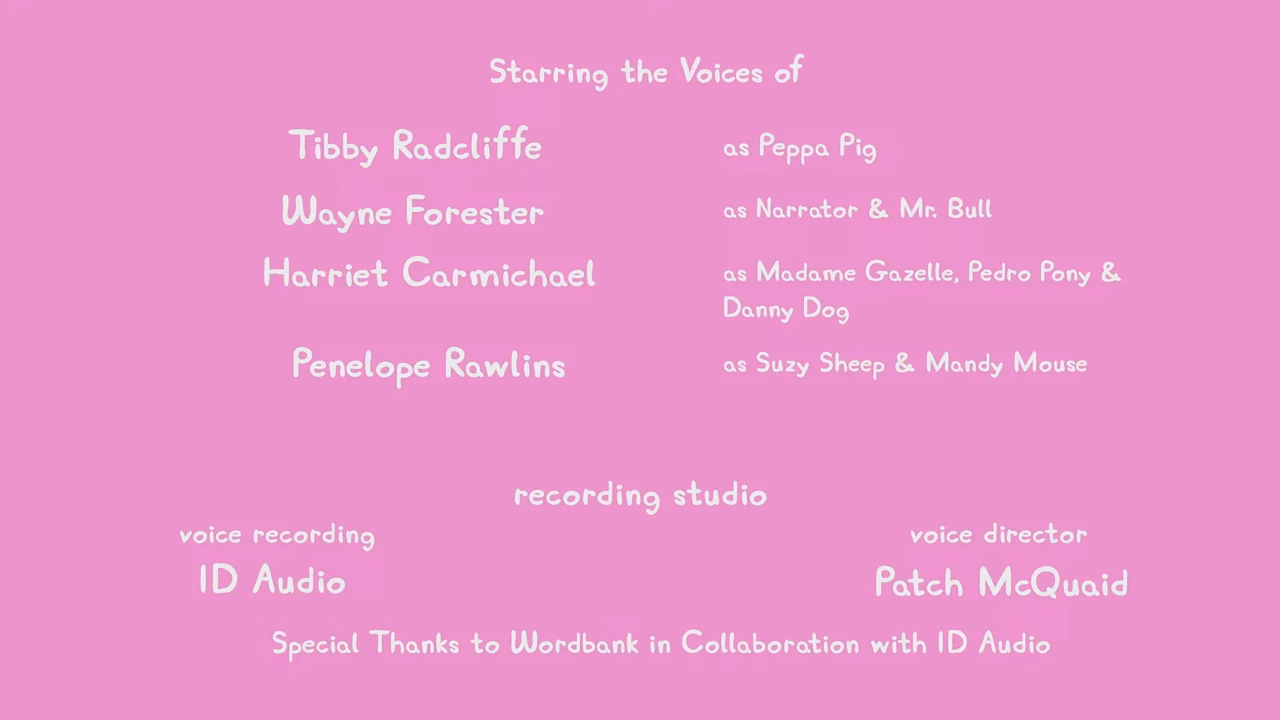 Starring the Voices of
Tibby Radcliffe as Peppa Pig
Wayne Forester as Narrator & Mr. Bull
Harriet Carmichael as Madame Gazelle, Pedro Pony &
Danny Dog
Penelope Rawlins as Suzy Sheep & Mandy Mouse
recording studio
voice recording voice director
ID Audio Patch McQuaid
Special Thanks to Wordbank in Collaboration with ID Audio